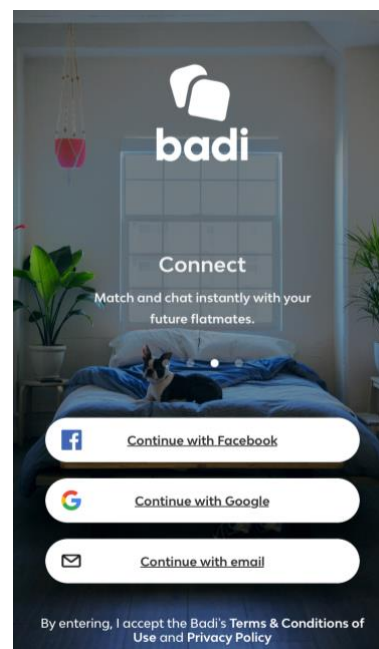 badi
Connect
Match and chat instantly with your
future flatmates.
Continue with Facebook
Continue with Google
Continue with email
By entering, I accept the Badi's Terms & Conditions of
Use and Privacy Policy